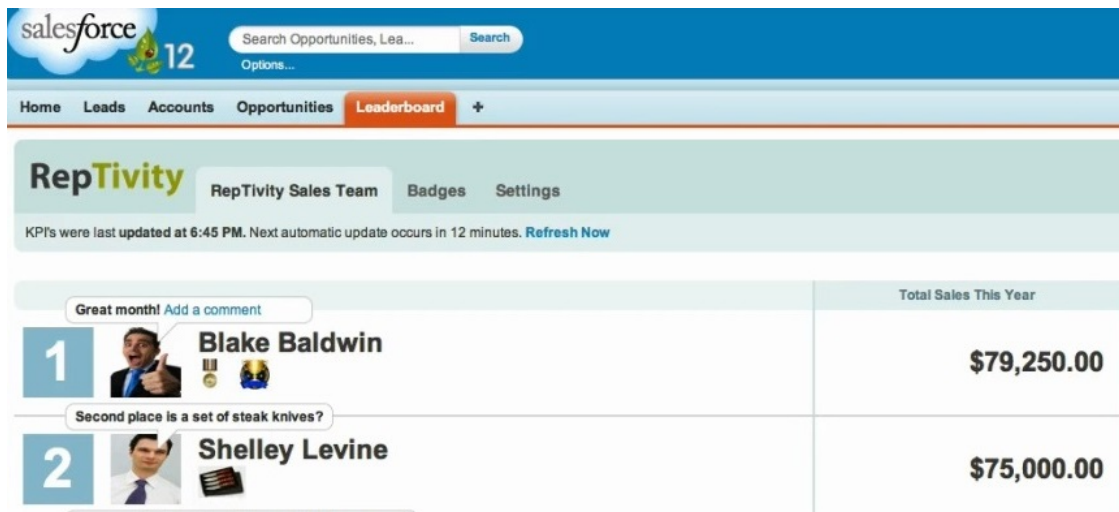 salesforce
12
Search Opportunities, Lea... Search
Options...
Home Leads Accounts Opportunities Leaderboard +
RepTivity RepTivity Sales Team Badges Settings
KPI's were last updated at 6:45 PM. Next automatic update occurs in 12 minutes. Refresh Now
Total Sales This Year
Great month! Add a comment
1 Blake Baldwin $79,250.00
Second place is a set of steak knives?
2 Shelley Levine $75,000.00